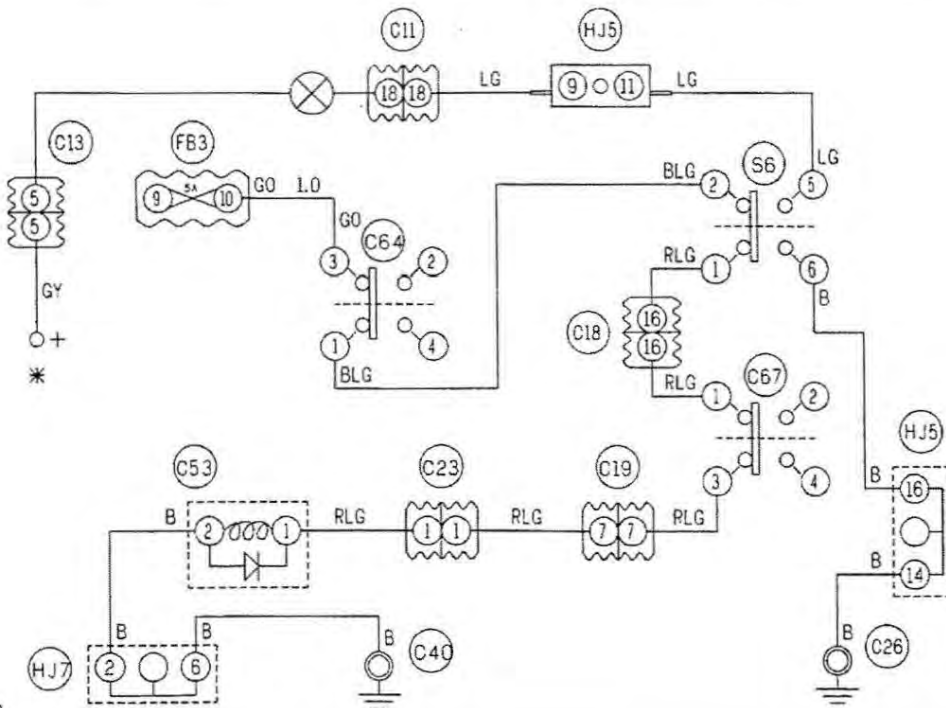 C11
HJ5
18 18 LG 9 11 LG
C13
FB3
5A
9 10 GO 1.0
BLG 2 S6 5 LG
5
5
GO
C64
3 2
RLG 1 6
B
GY
+
*
C18
16
16
1 4
BLG
RLG 1 C67 2
HJ5
C53 C23 C19
3 4
B 16
B 2 1 RLG 1 1 RLG 7 7 RLG
B 14
B B
HJ7 2 6 B C40
B C26